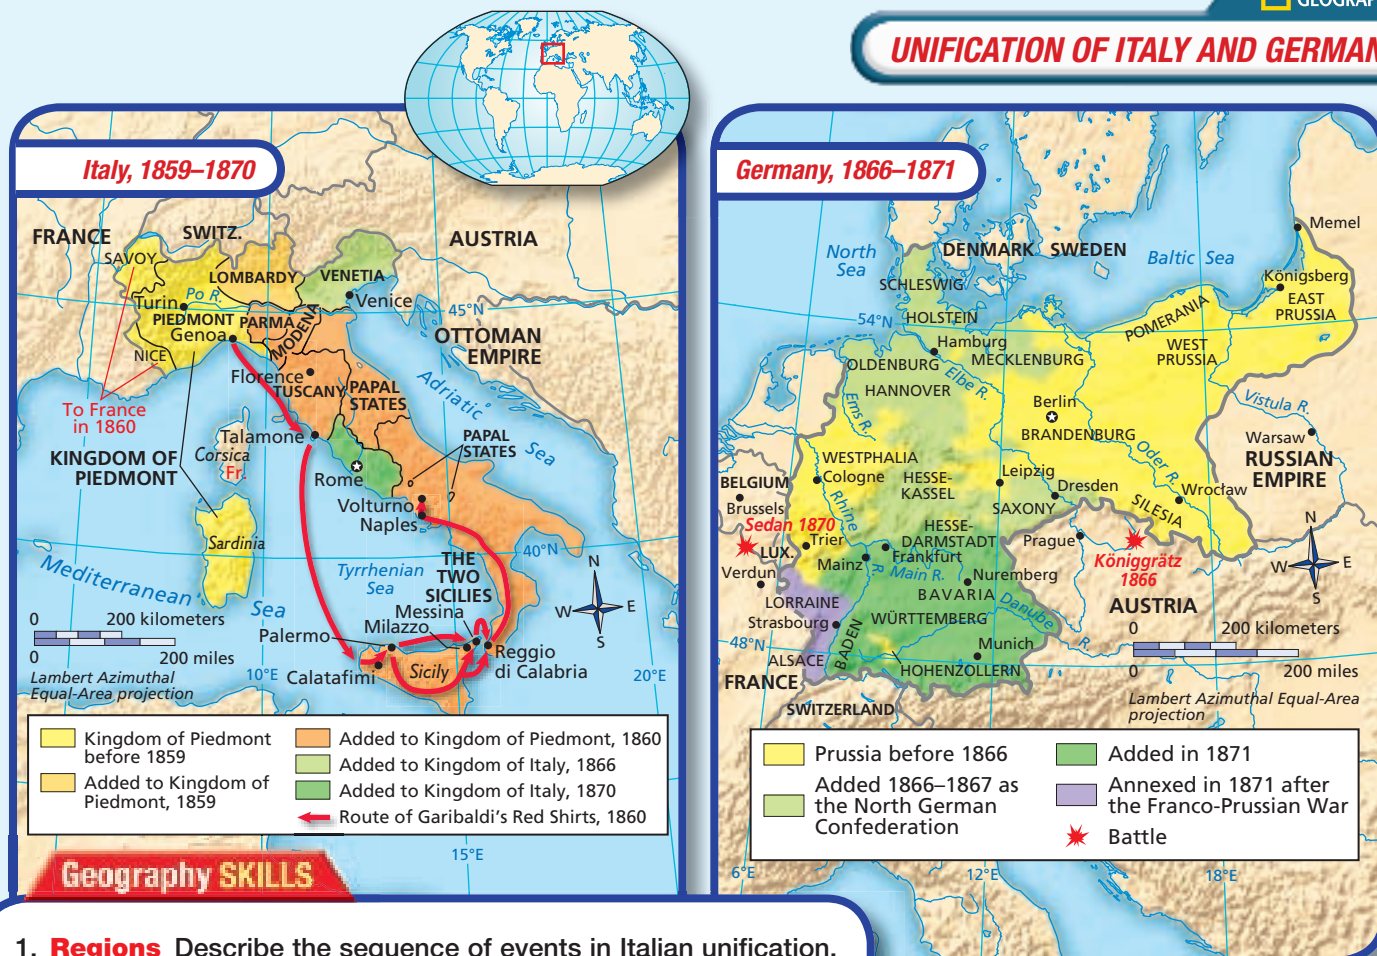 GEOGRAP
UNIFICATION OF ITALY AND GERMAN
Italy, 1859–1870
FRANCE
SAVOY
SWITZ.
AUSTRIA
LOMBARDY
VENETIA
Turin
Po R.
Venice
45°N
PIEDMONT
PARMA
MODENA
Genoa
OTTOMAN
EMPIRE
NICE
Florence
TUSCANY
PAPAL
STATES
Adriatic Sea
To France
in 1860
Talamone
Corsica
Fr.
PAPAL
STATES
KINGDOM OF
PIEDMONT
Rome
Volturno
Naples
Sardinia
40°N
THE
TWO
SICILIES
Tyrrhenian
Sea
Mediterranean Sea
N
W
E
S
0
200 kilometers
0
200 miles
Messina
Milazzo
Palermo
Reggio
di Calabria
Calatafimi
Sicily
Lambert Azimuthal
Equal-Area projection
10°E
20°E
Kingdom of Piedmont
before 1859
Added to Kingdom of
Piedmont, 1859
Added to Kingdom of Piedmont, 1860
Added to Kingdom of Italy, 1866
Added to Kingdom of Italy, 1870
Route of Garibaldi's Red Shirts, 1860
15°E
Germany, 1866–1871
North
Sea
DENMARK
SWEDEN
Baltic Sea
Memel
Königsberg
EAST
PRUSSIA
SCHLESWIG
54°N
HOLSTEIN
POMERANIA
WEST
PRUSSIA
Hamburg
MECKLENBURG
OLDENBURG
Elbe R.
HANNOVER
Ems R.
Berlin
BRANDENBURG
Vistula R.
Warsaw
RUSSIAN
EMPIRE
Oder R.
WESTPHALIA
Cologne
HESSE-
KASSEL
Leipzig
Dresden
Wrocław
BELGIUM
Brussels
Rhine R.
SAXONY
SILESIA
Sedan 1870
HESSE-
DARMSTADT
Trier
LUX.
Frankfurt
Prague
Königgrätz
1866
N
W
E
S
Verdun
Mainz
Main R.
Nuremberg
BAVARIA
AUSTRIA
LORRAINE
Strasbourg
WÜRTTEMBERG
Danube R.
48°N
BADEN
Munich
ALSACE
HOHENZOLLERN
FRANCE
SWITZERLAND
0
200 kilometers
0
200 miles
Lambert Azimuthal Equal-Area
projection
Prussia before 1866
Added 1866–1867 as
the North German
Confederation
Added in 1871
Annexed in 1871 after
the Franco-Prussian War
Battle
6°E
12°E
18°E
Geography SKILLS
1. Regions Describe the sequence of events in Italian unification.